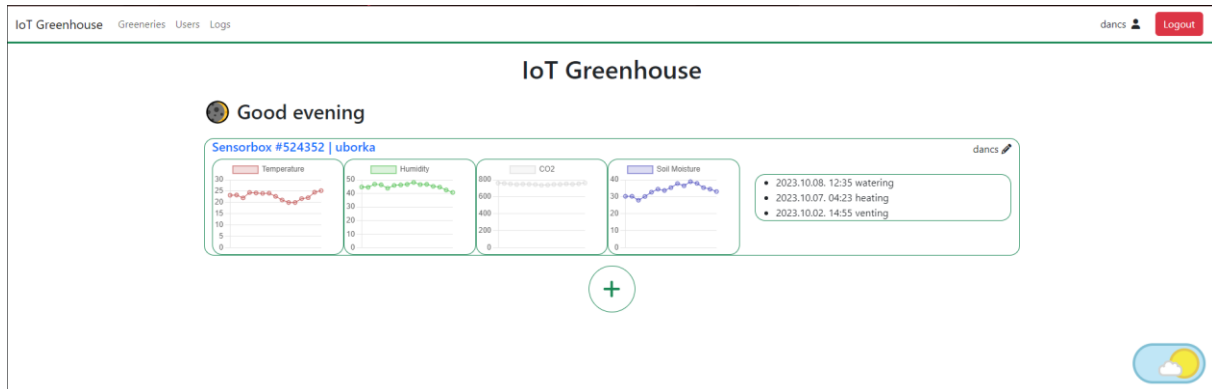 IoT Greenhouse Greeneries Users Logs dancs Logout
IoT Greenhouse
Good evening
Sensorbox #524352 | uborka dancs
Temperature
30
25
20
15
10
5
0
Humidity
50
40
30
20
10
0
CO2
800
600
400
200
0
Soil Moisture
40
30
20
10
0
2023.10.08. 12:35 watering
2023.10.07. 04:23 heating
2023.10.02. 14:55 venting
+